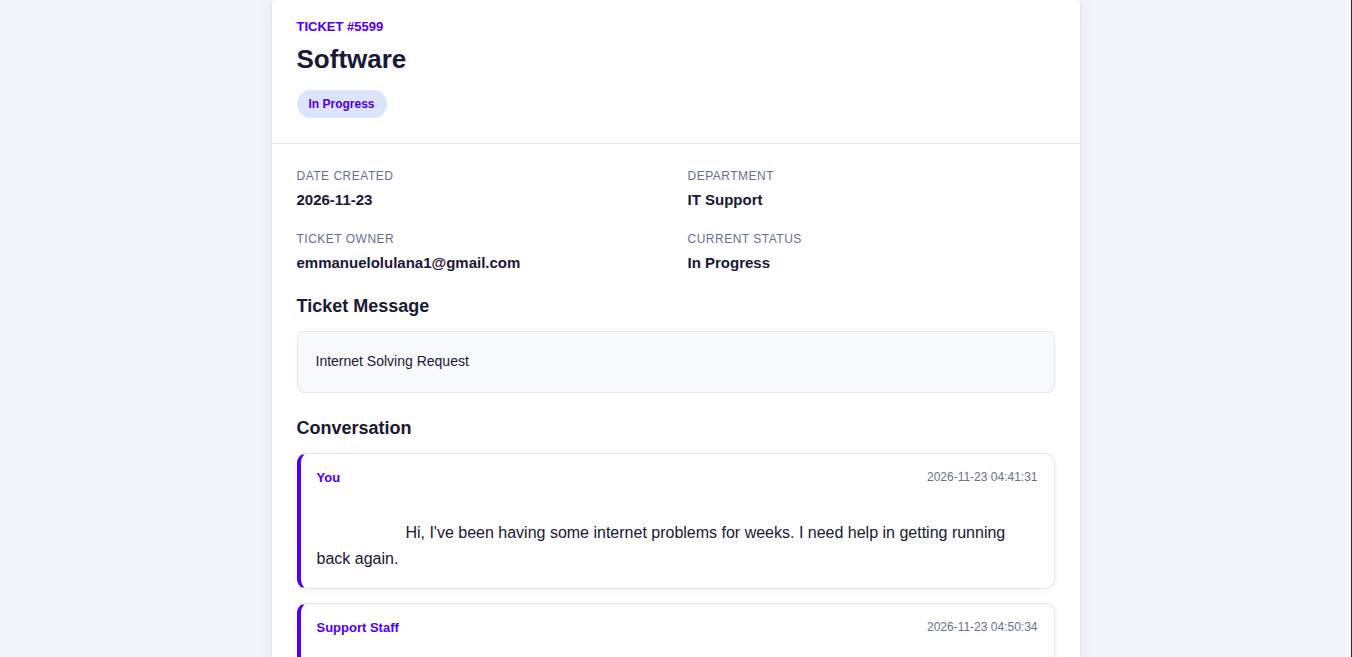 TICKET #5599
Software
In Progress
DATE CREATED
DEPARTMENT
2026-11-23
IT Support
TICKET OWNER
CURRENT STATUS
emmanuelolulana1@gmail.com
In Progress
Ticket Message
Internet Solving Request
Conversation
You
2026-11-23 04:41:31
Hi, I've been having some internet problems for weeks. I need help in getting running
back again.
Support Staff
2026-11-23 04:50:34